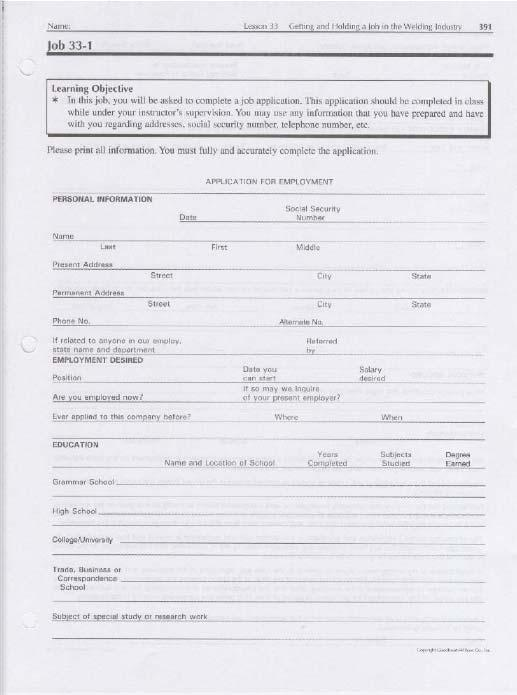 Name: Lesson 33 Getting and Holding a Job in the Welding Industry 391
Job 33-1
Learning Objective
* In this job, you will be asked to complete a job application. This application should be completed in class
while under your instructor's supervision. You may use any information that you have prepared and have
with you regarding addresses, social security number, telephone number, etc.
Please print all information. You must fully and accurately complete the application.
APPLICATION FOR EMPLOYMENT
PERSONAL INFORMATION
Social Security
Date Number
Name
Last First Middle
Present Address
Street City State
Permanent Address
Street City State
Phone No. Alternate No.
If related to anyone in our employ, Referred
state name and department by
EMPLOYMENT DESIRED
Date you Salary
Position can start desired
If so may we inquire
Are you employed now? of your present employer?
Ever applied to this company before? Where When
EDUCATION
Years Subjects Degree
Name and Location of School Completed Studied Earned
Grammar School
High School
College/University
Trade, Business or
Correspondence
School
Subject of special study or research work
Copyright Goodheart-Willcox Co., Inc.